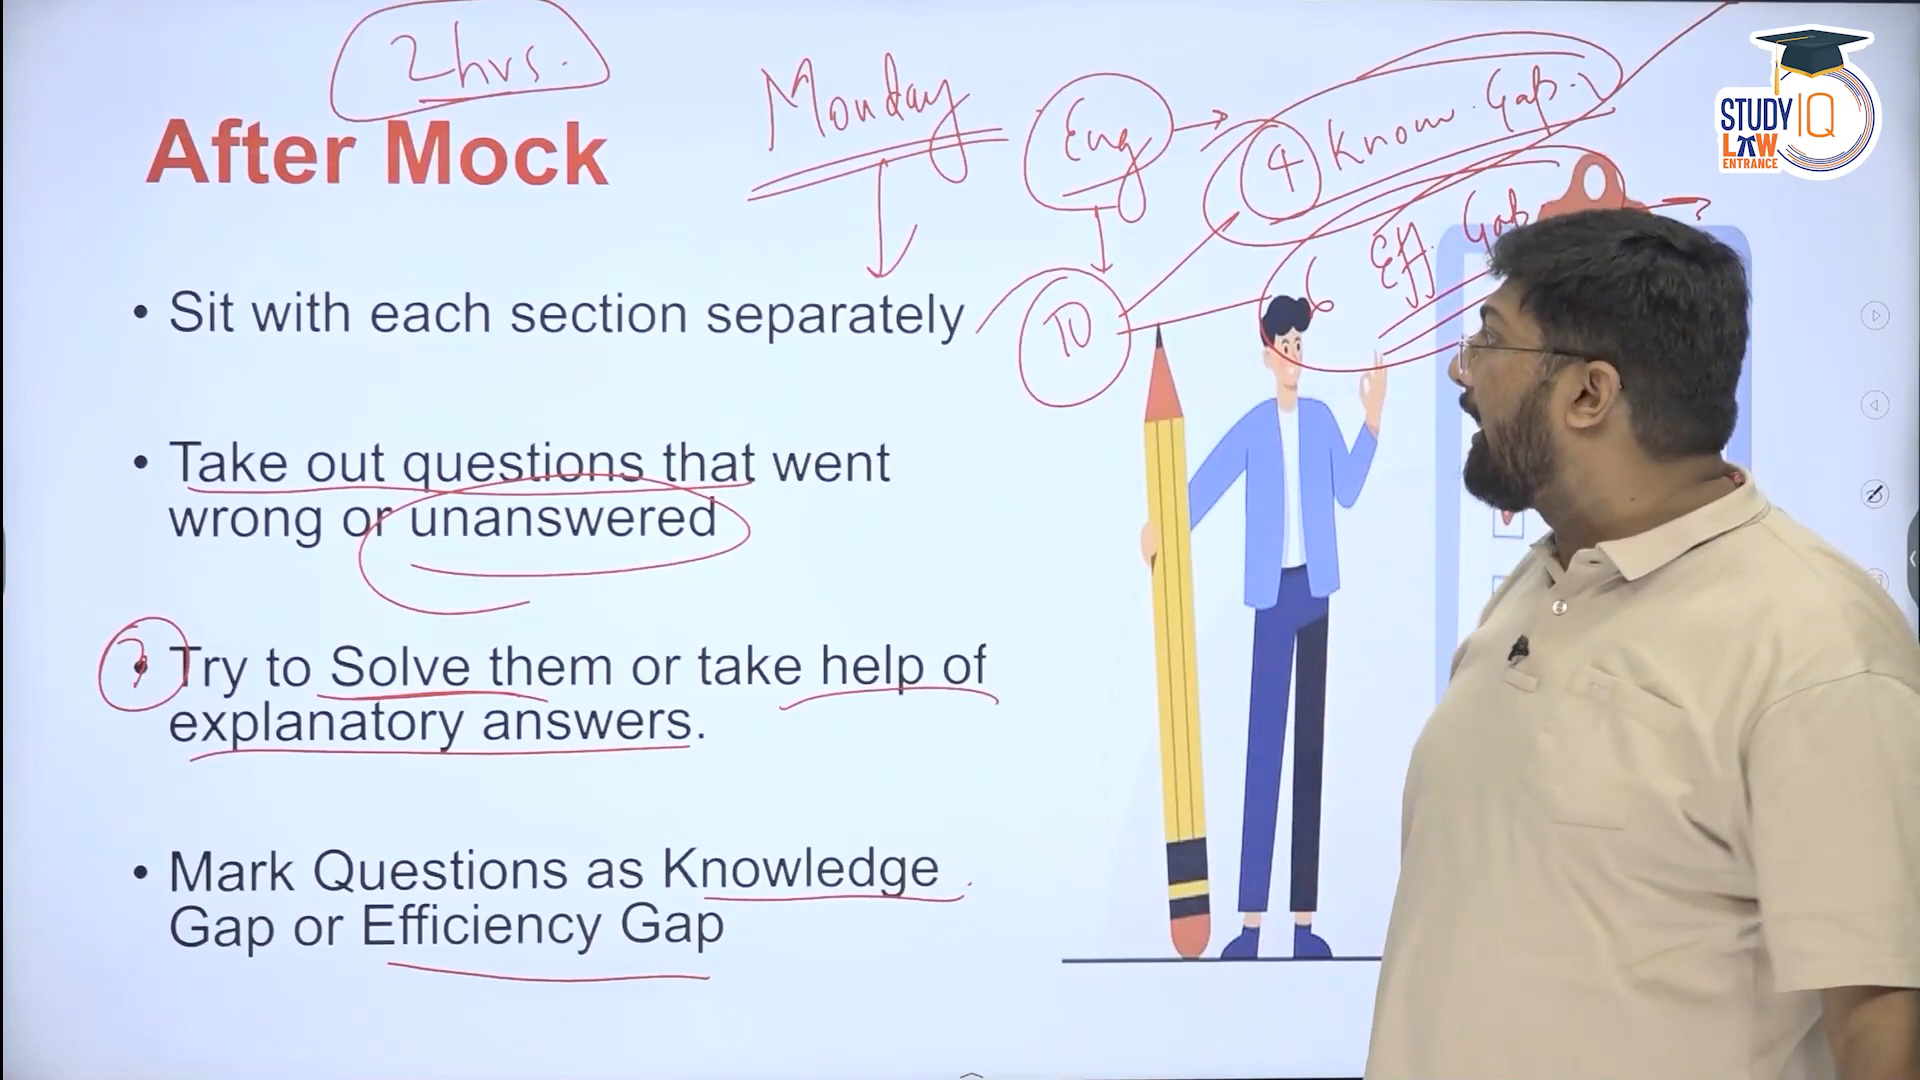 2 hrs.
After Mock
Monday
Eng
4 Know. Gap.
6 Eff. Gap
10
STUDY IQ
LAW
ENTRANCE
• Sit with each section separately
• Take out questions that went
wrong or unanswered
• Try to Solve them or take help of
explanatory answers.
• Mark Questions as Knowledge
Gap or Efficiency Gap